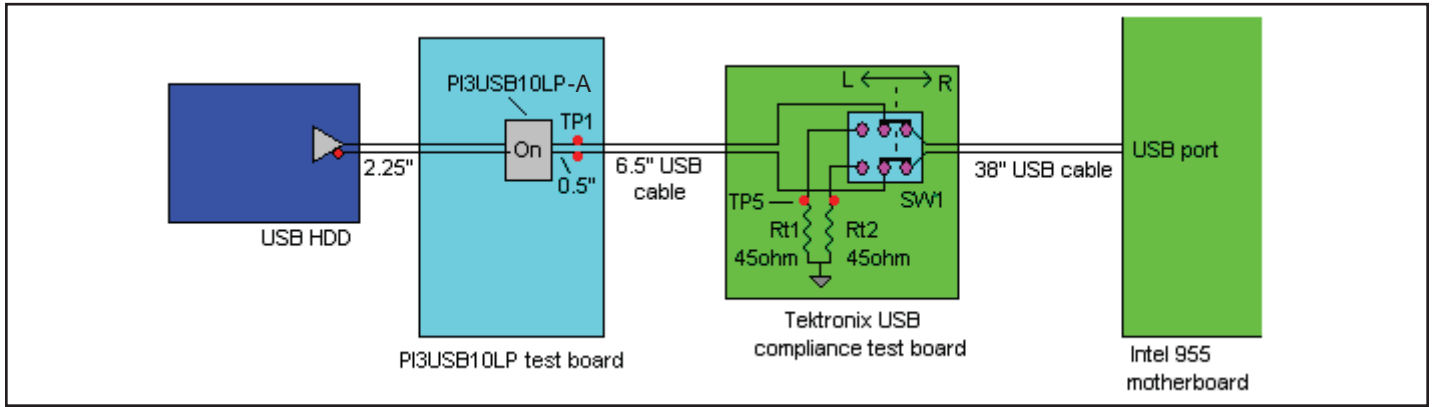 PI3USB10LP-A
L
R
TP1
On
2.25"
0.5"
6.5" USB
cable
38" USB cable
USB port
TP5
SW1
Rt1
Rt2
45ohm
45ohm
USB HDD
PI3USB10LP test board
Tektronix USB
compliance test board
Intel 955
motherboard